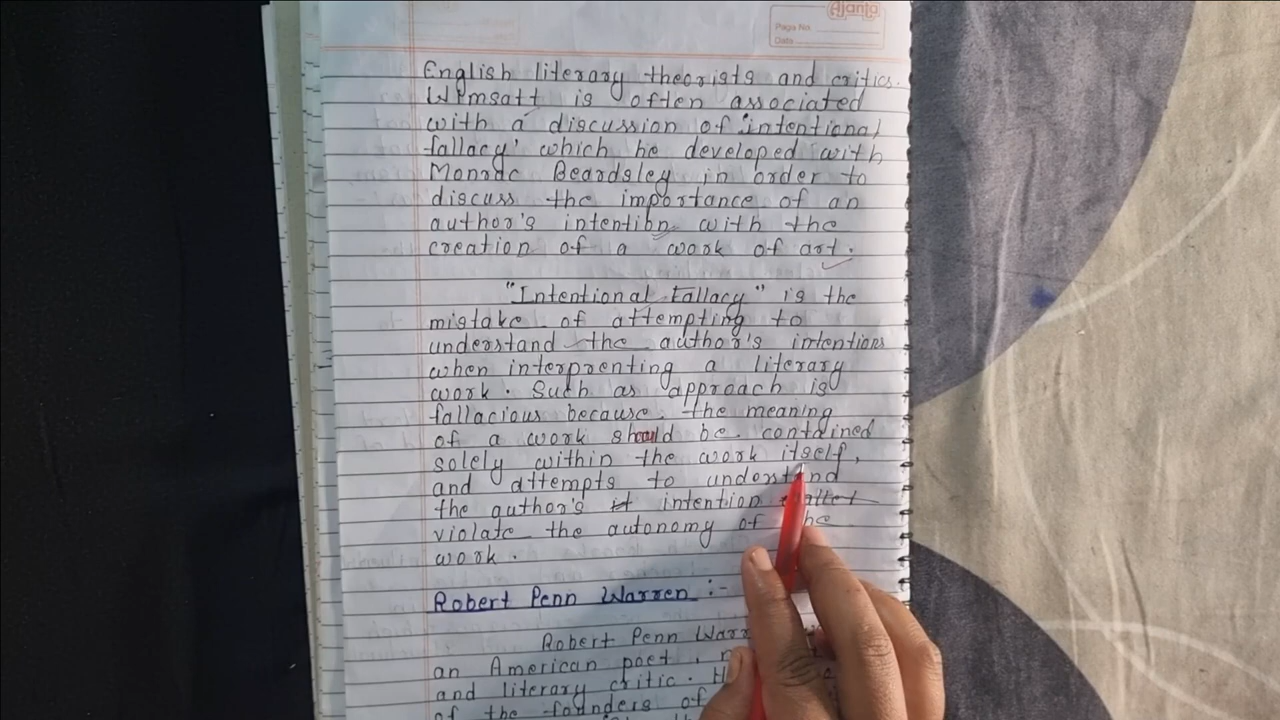 Ajanta
Page No.
Date
English literary theorists and critics.
Wimsatt is often associated
with a discussion of 'intentional
fallacy' which he developed with
Monroe Beardsley in order to
discuss the importance of an
author's intention with the
creation of a work of art.
"Intentional Fallacy" is the
mistake of attempting to
understand the author's intentions
when interprenting a literary
work. Such as approach is
fallacious because the meaning
of a work should be contained
solely within the work itself,
and attempts to understand
the author's it intention
violate the autonomy of
work.
Robert Penn Warren :-
Robert Penn
an American poet,
and literary critic.
of the founders of